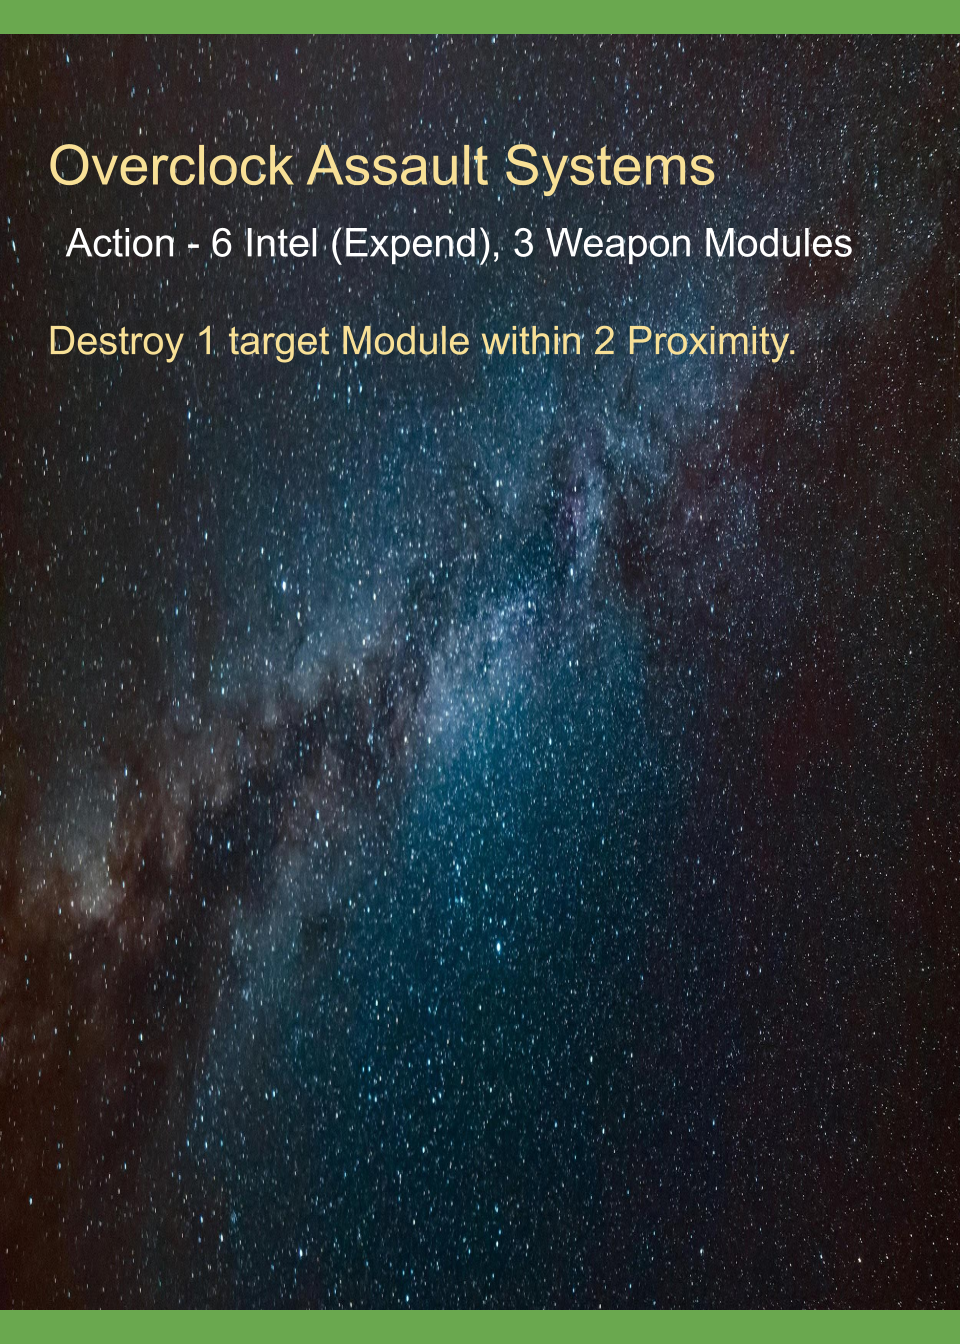 Overclock Assault Systems
Action - 6 Intel (Expend), 3 Weapon Modules
Destroy 1 target Module within 2 Proximity.